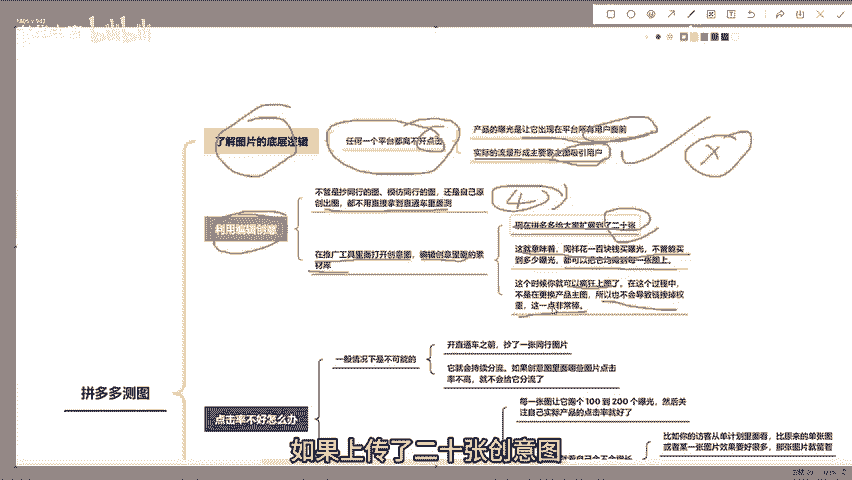 bilibili
了解图片的底层逻辑
任何一个平台都离不开点击
产品的曝光是让它出现在平台所有用户面前
实际的流量形成主要靠主图吸引用户
X
4
利用编辑创意
不管是抄同行的图、模仿同行的图，还是自己原
创出图，都不用直接拿到直通车里面测
在推广工具里面打开创意图，编辑创意里面的素
材库
现在拼多多给大家扩展到了二十张
这就意味着，同样花一百块钱买曝光，不管能买
到多少曝光，都可以把它均摊到每一张图上。
这个时候你就可以疯狂上图了，在这个过程中，
不是在更换产品主图，所以也不会导致链接掉权
重，这一点非常棒。
拼多多测图
点击率不好怎么办
一般情况下是不可能的
开直通车之前，抄了一张同行图片
它就会持续分流。如果创意图里面哪些图片点击
率不高，就不会给它分流了
每一张图让它跑个 100 到 200 个曝光，然后关
注自己实际产品的点击率就好了
比如你的访客从单计划里面看，比原来的单张图
或者某一张图片效果要好很多，那张图片就留着
如果上传了二十张创意图